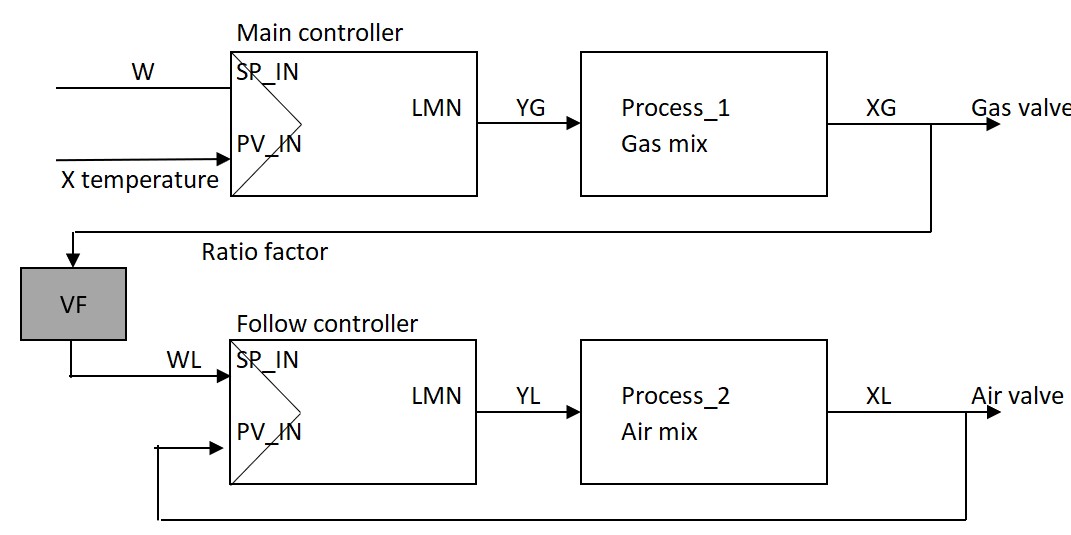 Main controller
W
SP_IN
LMN
YG
Process_1
Gas mix
XG
Gas valve
PV_IN
X temperature
Ratio factor
VF
Follow controller
WL
SP_IN
LMN
YL
Process_2
Air mix
XL
Air valve
PV_IN